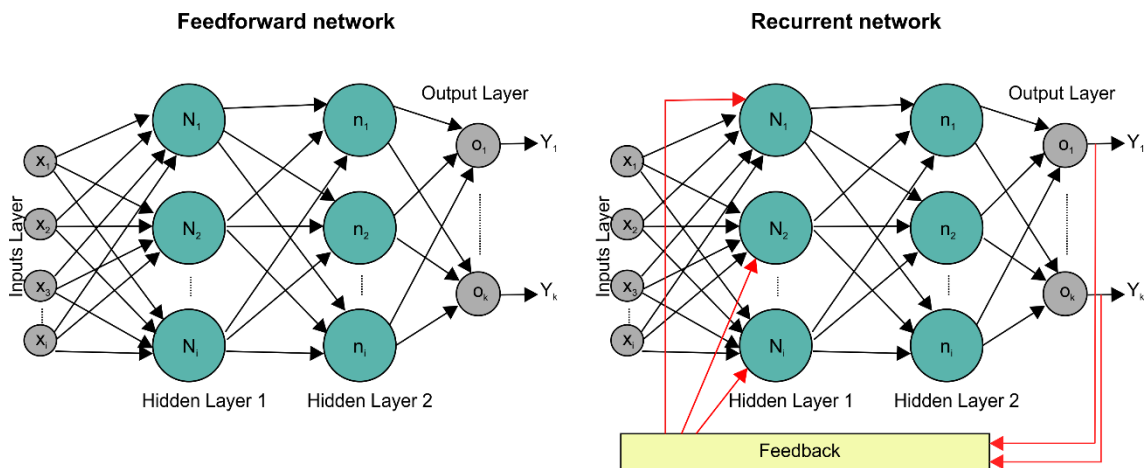 Feedforward network
Output Layer
Inputs Layer
x1
x2
x3
xi
N1
N2
Ni
n1
n2
ni
o1
ok
Y1
Yk
Hidden Layer 1
Hidden Layer 2
Recurrent network
Output Layer
Inputs Layer
x1
x2
x3
xi
N1
N2
Ni
n1
n2
ni
o1
ok
Y1
Yk
Hidden Layer 1
Hidden Layer 2
Feedback